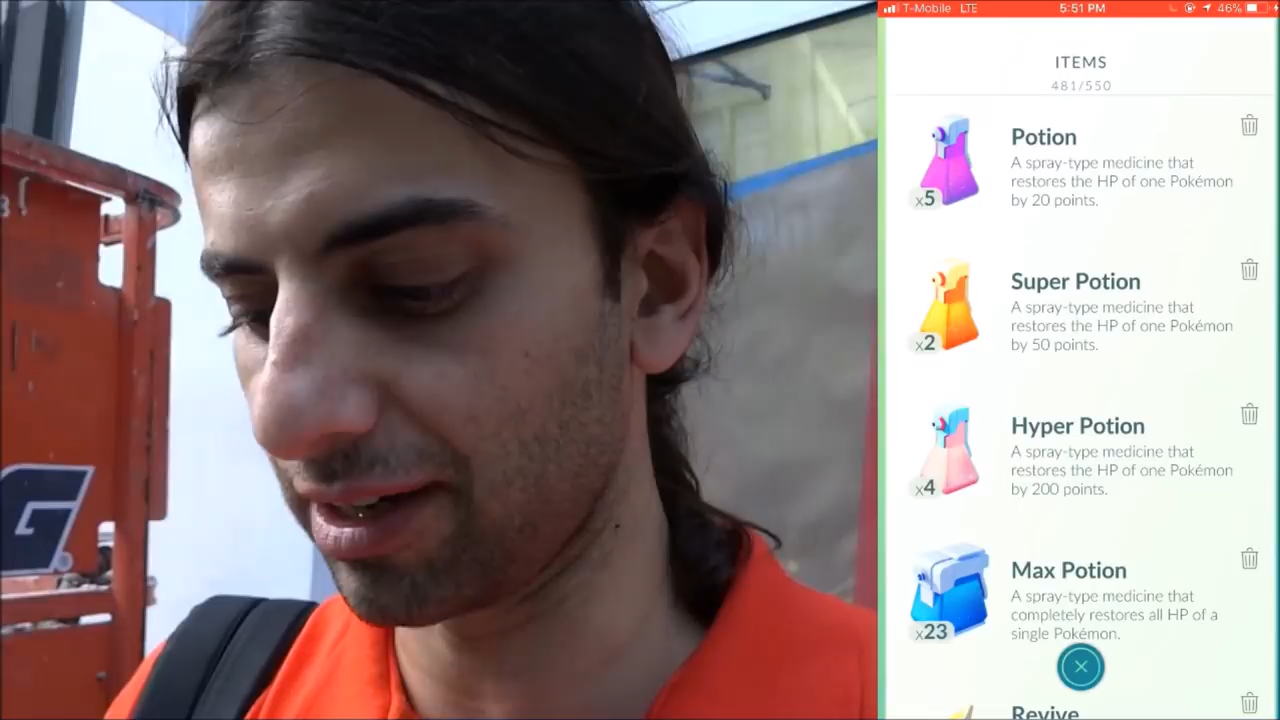 T-Mobile LTE 5:51 PM 46%
ITEMS
481/550
Potion
A spray-type medicine that
restores the HP of one Pokémon
by 20 points.
x5
Super Potion
A spray-type medicine that
restores the HP of one Pokémon
by 50 points.
x2
Hyper Potion
A spray-type medicine that
restores the HP of one Pokémon
by 200 points.
x4
Max Potion
A spray-type medicine that
completely restores all HP of a
single Pokémon.
x23
Revive
G